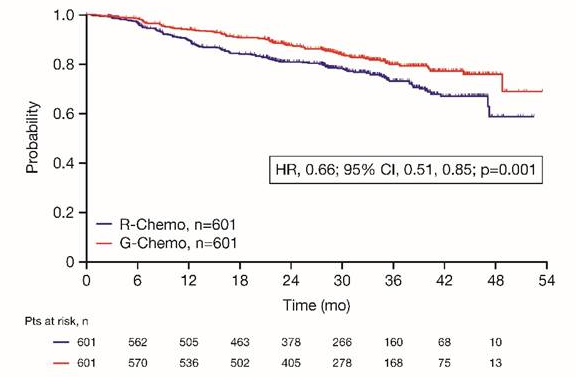 1.0
0.8
0.6
0.4
0.2
0
Probability
HR, 0.66; 95% CI, 0.51, 0.85; p=0.001
R-Chemo, n=601
G-Chemo, n=601
0 6 12 18 24 30 36 42 48 54
Time (mo)
Pts at risk, n
601 562 505 463 378 266 160 68 10
601 570 536 502 405 278 168 75 13